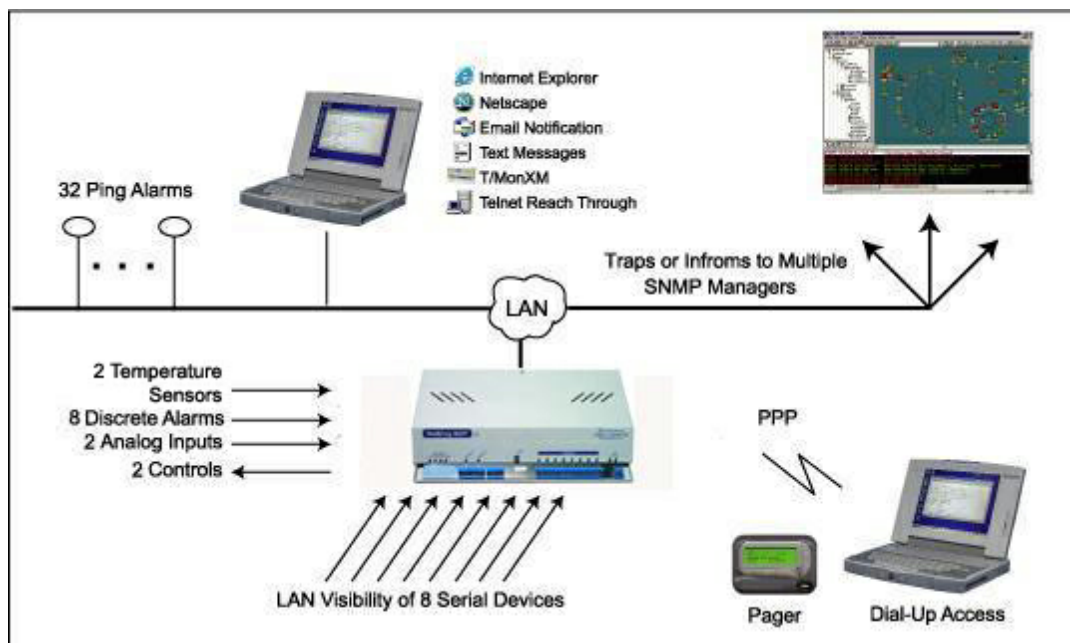 Internet Explorer
Netscape
Email Notification
Text Messages
T/MonXM
Telnet Reach Through
32 Ping Alarms
Traps or Infroms to Multiple
SNMP Managers
LAN
2 Temperature
Sensors
8 Discrete Alarms
2 Analog Inputs
2 Controls
PPP
LAN Visibility of 8 Serial Devices
Pager
Dial-Up Access